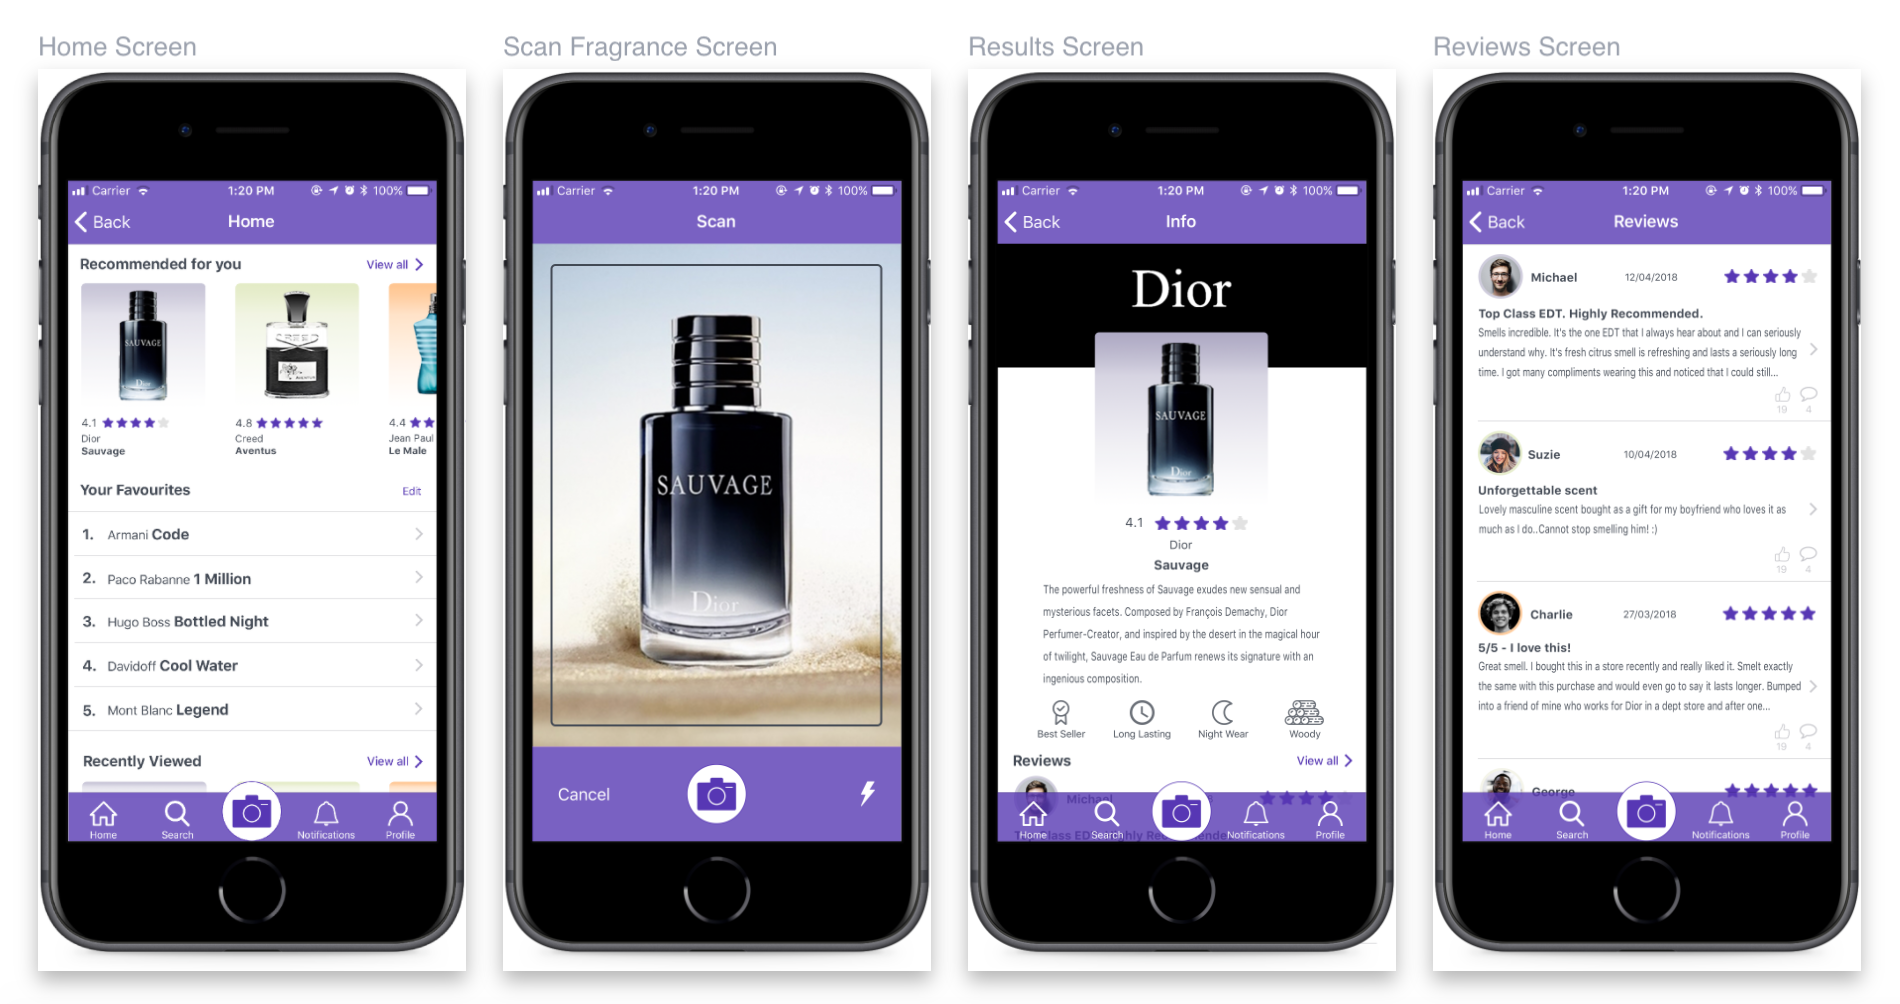 Home Screen
Carrier 1:20 PM 100%
Back Home
Recommended for you View all
SAUVAGE
Dior
CREED
AVENTUS
4.1
Dior
Sauvage
4.8
Creed
Aventus
4.4
Jean Paul
Le Male
Your Favourites Edit
1. Armani Code
2. Paco Rabanne 1 Million
3. Hugo Boss Bottled Night
4. Davidoff Cool Water
5. Mont Blanc Legend
Recently Viewed View all
Home Search Notifications Profile
Scan Fragrance Screen
Carrier 1:20 PM 100%
Scan
SAUVAGE
Dior
Cancel
Results Screen
Carrier 1:20 PM 100%
Back Info
Dior
SAUVAGE
Dior
4.1
Dior
Sauvage
The powerful freshness of Sauvage exudes new sensual and
mysterious facets. Composed by François Demachy, Dior
Perfumer-Creator, and inspired by the desert in the magical hour
of twilight, Sauvage Eau de Parfum renews its signature with an
ingenious composition.
Best Seller Long Lasting Night Wear Woody
Reviews View all
Michael
Home Search Notifications Profile
Reviews Screen
Carrier 1:20 PM 100%
Back Reviews
Michael 12/04/2018
Top Class EDT. Highly Recommended.
Smells incredible. It's the one EDT that I always hear about and I can seriously
understand why. It's fresh citrus smell is refreshing and lasts a seriously long
time. I got many compliments wearing this and noticed that I could still...
19 4
Suzie 10/04/2018
Unforgettable scent
Lovely masculine scent bought as a gift for my boyfriend who loves it as
much as I do..Cannot stop smelling him! :)
19 4
Charlie 27/03/2018
5/5 - I love this!
Great smell. I bought this in a store recently and really liked it. Smelt exactly
the same with this purchase and would even go to say it lasts longer. Bumped
into a friend of mine who works for Dior in a dept store and after one...
19 4
George
Home Search Notifications Profile